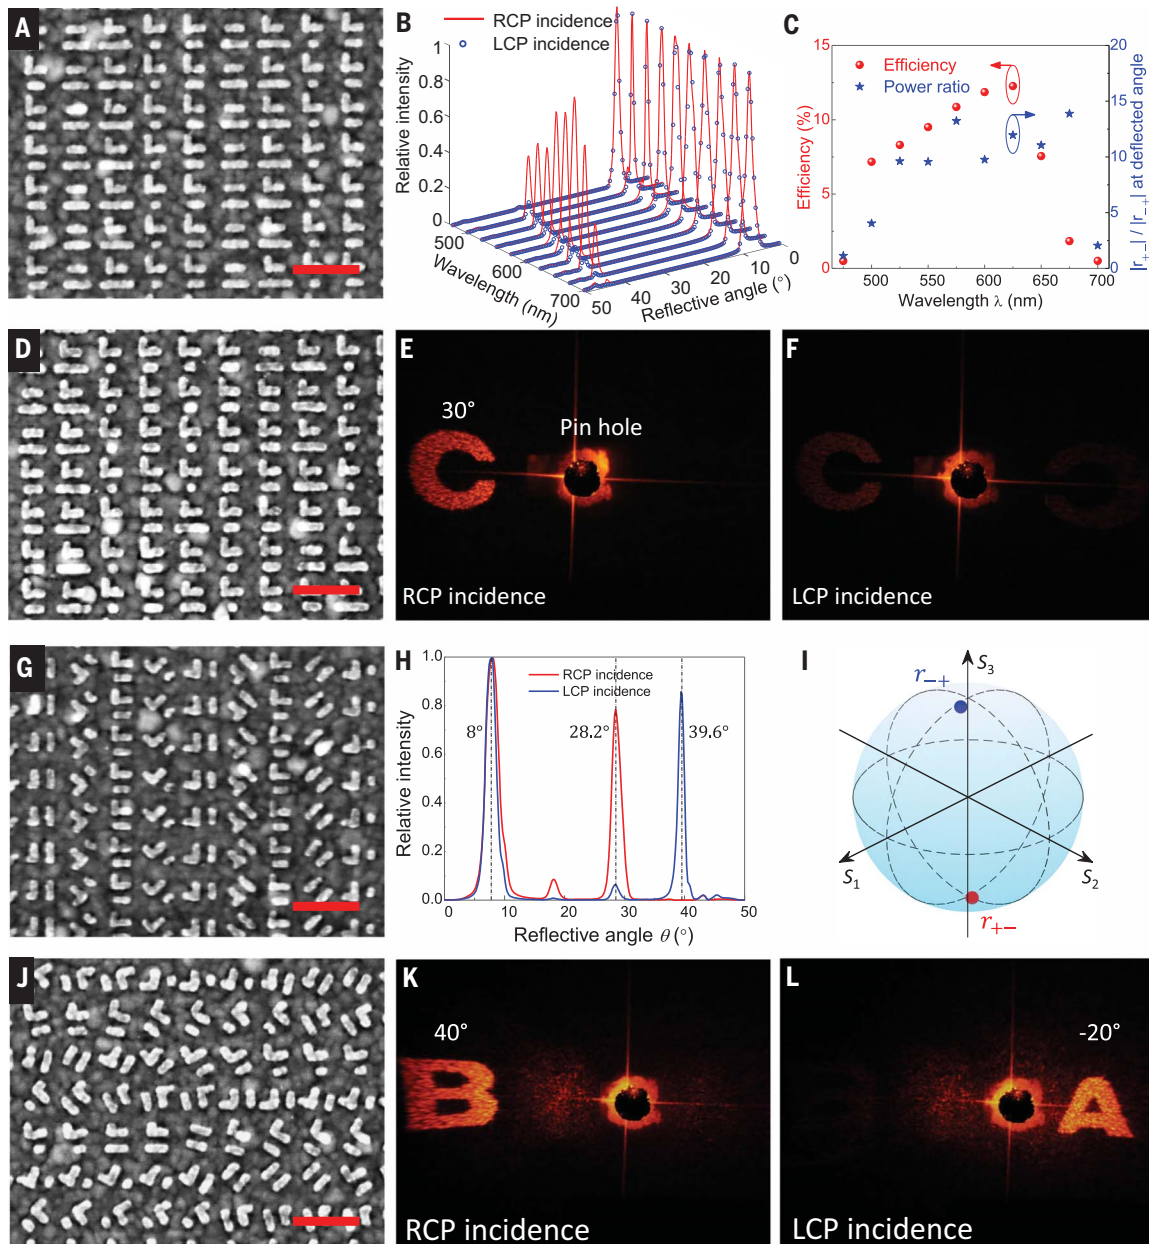 A
B
RCP incidence
LCP incidence
Relative intensity
1
0.8
0.6
0.4
0.2
0
500
600
700
Wavelength (nm)
50
40
30
20
10
0
Reflective angle (°)
C
Efficiency
Power ratio
Efficiency (%)
15
10
5
0
20
15
10
5
0
|r+−| / |r−+| at deflected angle
500
550
600
650
700
Wavelength λ (nm)
D
E
30°
Pin hole
RCP incidence
F
LCP incidence
G
H
RCP incidence
LCP incidence
Relative intensity
1.0
0.8
0.6
0.4
0.2
0.0
8°
28.2°
39.6°
0
10
20
30
40
50
Reflective angle θ (°)
I
S3
r−+
S1
S2
r+−
J
K
40°
B
RCP incidence
L
-20°
A
LCP incidence